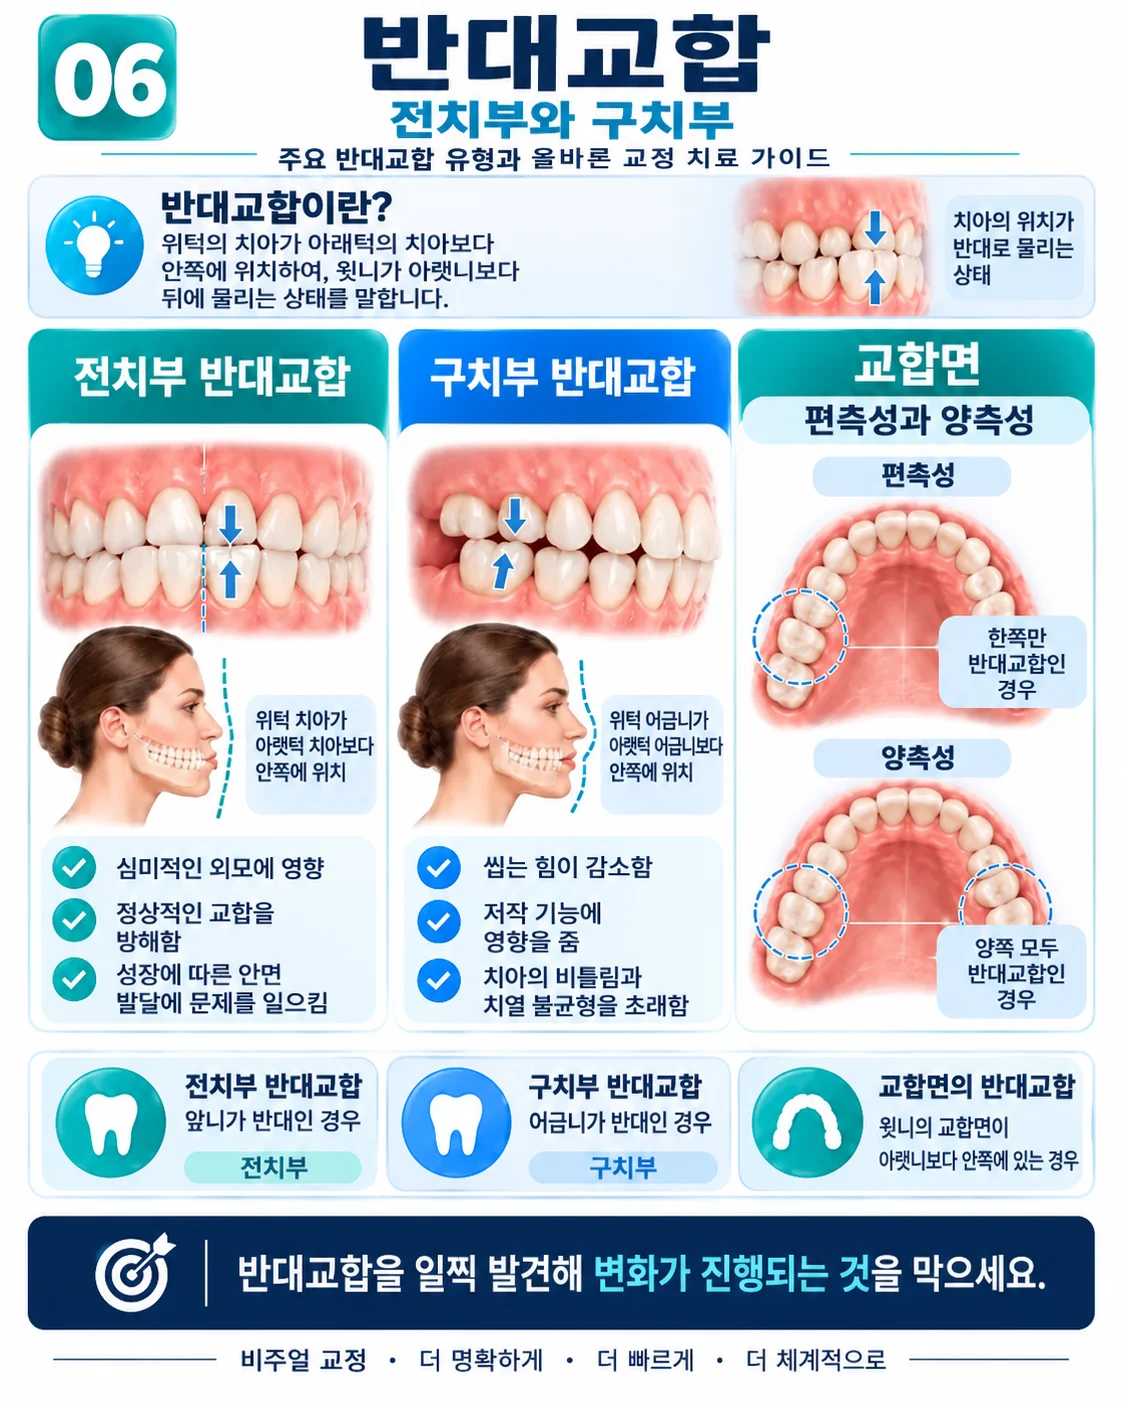 06
반대교합
전치부와 구치부
주요 반대교합 유형과 올바른 교정 치료 가이드
반대교합이란?
위턱의 치아가 아래턱의 치아보다
안쪽에 위치하여, 윗니가 아랫니보다
뒤에 물리는 상태를 말합니다.
치아의 위치가
반대로 물리는
상태
전치부 반대교합
위턱 치아가
아랫턱 치아보다
안쪽에 위치
심미적인 외모에 영향
정상적인 교합을
방해함
성장에 따른 안면
발달에 문제를 일으킴
구치부 반대교합
위턱 어금니가
아랫턱 어금니보다
안쪽에 위치
씹는 힘이 감소함
저작 기능에
영향을 줌
치아의 비틀림과
치열 불균형을 초래함
교합면
편측성과 양측성
편측성
한쪽만
반대교합인
경우
양측성
양쪽 모두
반대교합인
경우
전치부 반대교합
앞니가 반대인 경우
전치부
구치부 반대교합
어금니가 반대인 경우
구치부
교합면의 반대교합
윗니의 교합면이
아랫니보다 안쪽에 있는 경우
반대교합을 일찍 발견해 변화가 진행되는 것을 막으세요.
비주얼 교정 • 더 명확하게 • 더 빠르게 • 더 체계적으로